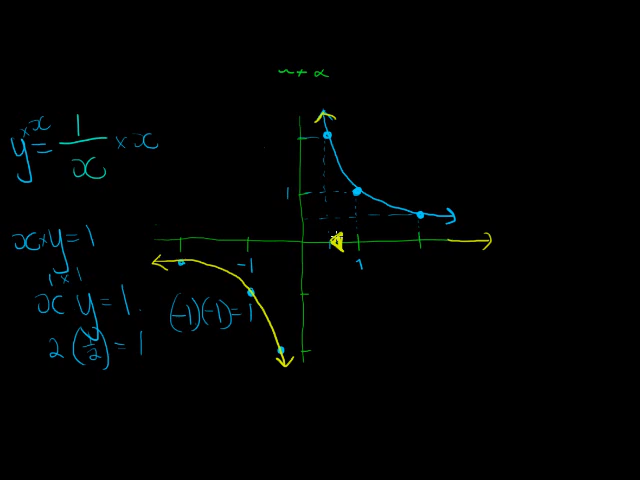 y×x = 1/x × x
1
x×y=1
1 × 1
-1
1
x y = 1.
(-1)(-1)=1
2(1/2) = 1